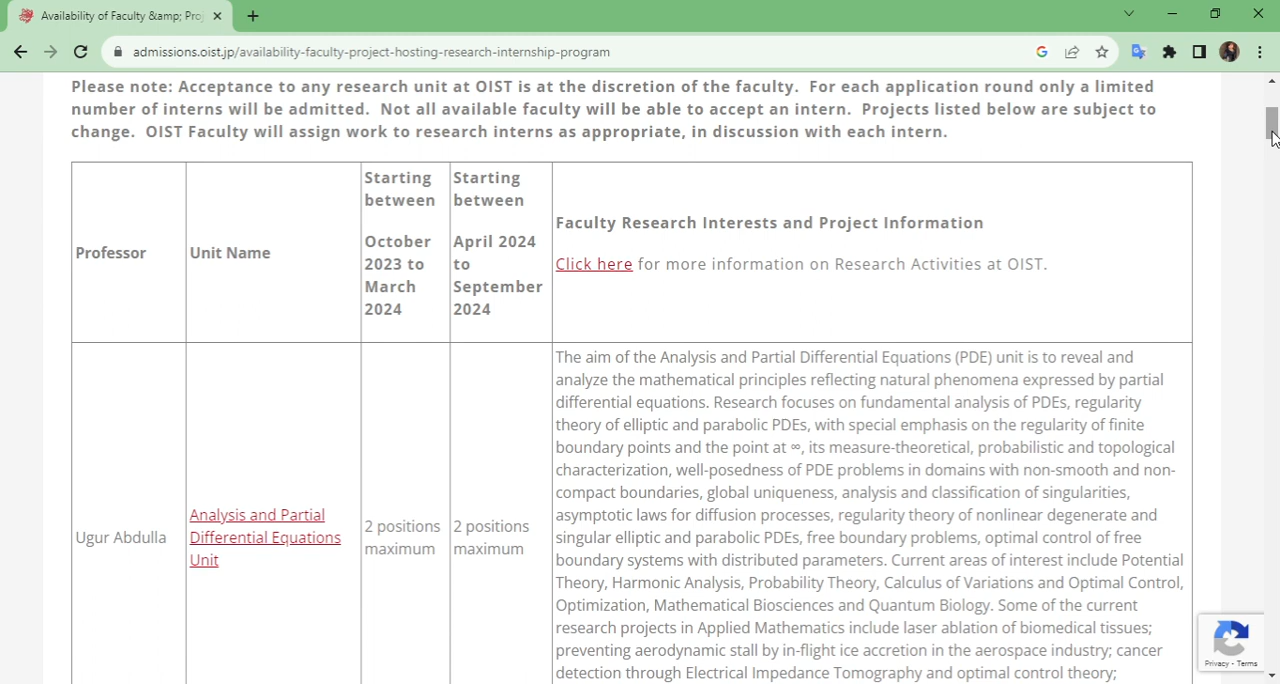 Availability of Faculty &amp; Proj
admissions.oist.jp/availability-faculty-project-hosting-research-internship-program
Please note: Acceptance to any research unit at OIST is at the discretion of the faculty. For each application round only a limited
number of interns will be admitted. Not all available faculty will be able to accept an intern. Projects listed below are subject to
change. OIST Faculty will assign work to research interns as appropriate, in discussion with each intern.
Professor
Unit Name
Starting
between
October
2023 to
March
2024
Starting
between
April 2024
to
September
2024
Faculty Research Interests and Project Information
Click here for more information on Research Activities at OIST.
Ugur Abdulla
Analysis and Partial
Differential Equations
Unit
2 positions
maximum
2 positions
maximum
The aim of the Analysis and Partial Differential Equations (PDE) unit is to reveal and
analyze the mathematical principles reflecting natural phenomena expressed by partial
differential equations. Research focuses on fundamental analysis of PDEs, regularity
theory of elliptic and parabolic PDEs, with special emphasis on the regularity of finite
boundary points and the point at ∞, its measure-theoretical, probabilistic and topological
characterization, well-posedness of PDE problems in domains with non-smooth and non-
compact boundaries, global uniqueness, analysis and classification of singularities,
asymptotic laws for diffusion processes, regularity theory of nonlinear degenerate and
singular elliptic and parabolic PDEs, free boundary problems, optimal control of free
boundary systems with distributed parameters. Current areas of interest include Potential
Theory, Harmonic Analysis, Probability Theory, Calculus of Variations and Optimal Control,
Optimization, Mathematical Biosciences and Quantum Biology. Some of the current
research projects in Applied Mathematics include laser ablation of biomedical tissues;
preventing aerodynamic stall by in-flight ice accretion in the aerospace industry; cancer
detection through Electrical Impedance Tomography and optimal control theory;
Privacy - Terms